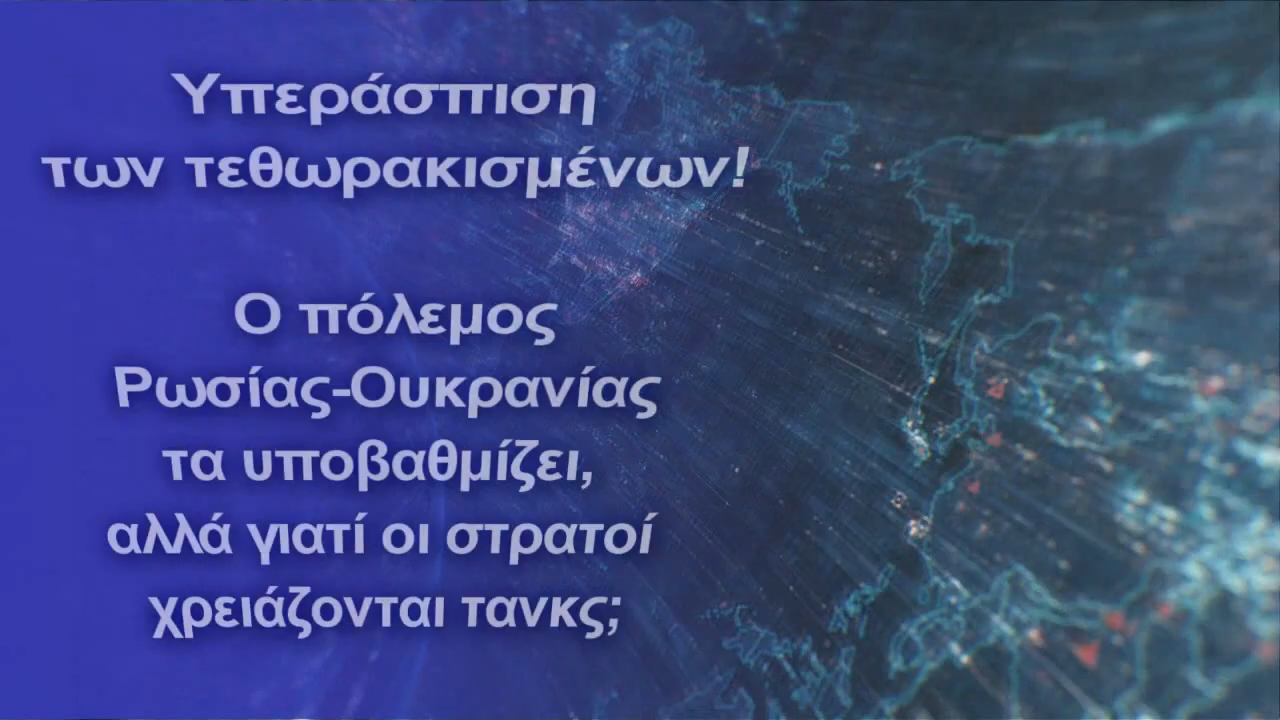 Υπεράσπιση
των τεθωρακισμένων!
Ο πόλεμος
Ρωσίας-Ουκρανίας
τα υποβαθμίζει,
αλλά γιατί οι στρατοί
χρειάζονται τανκς;